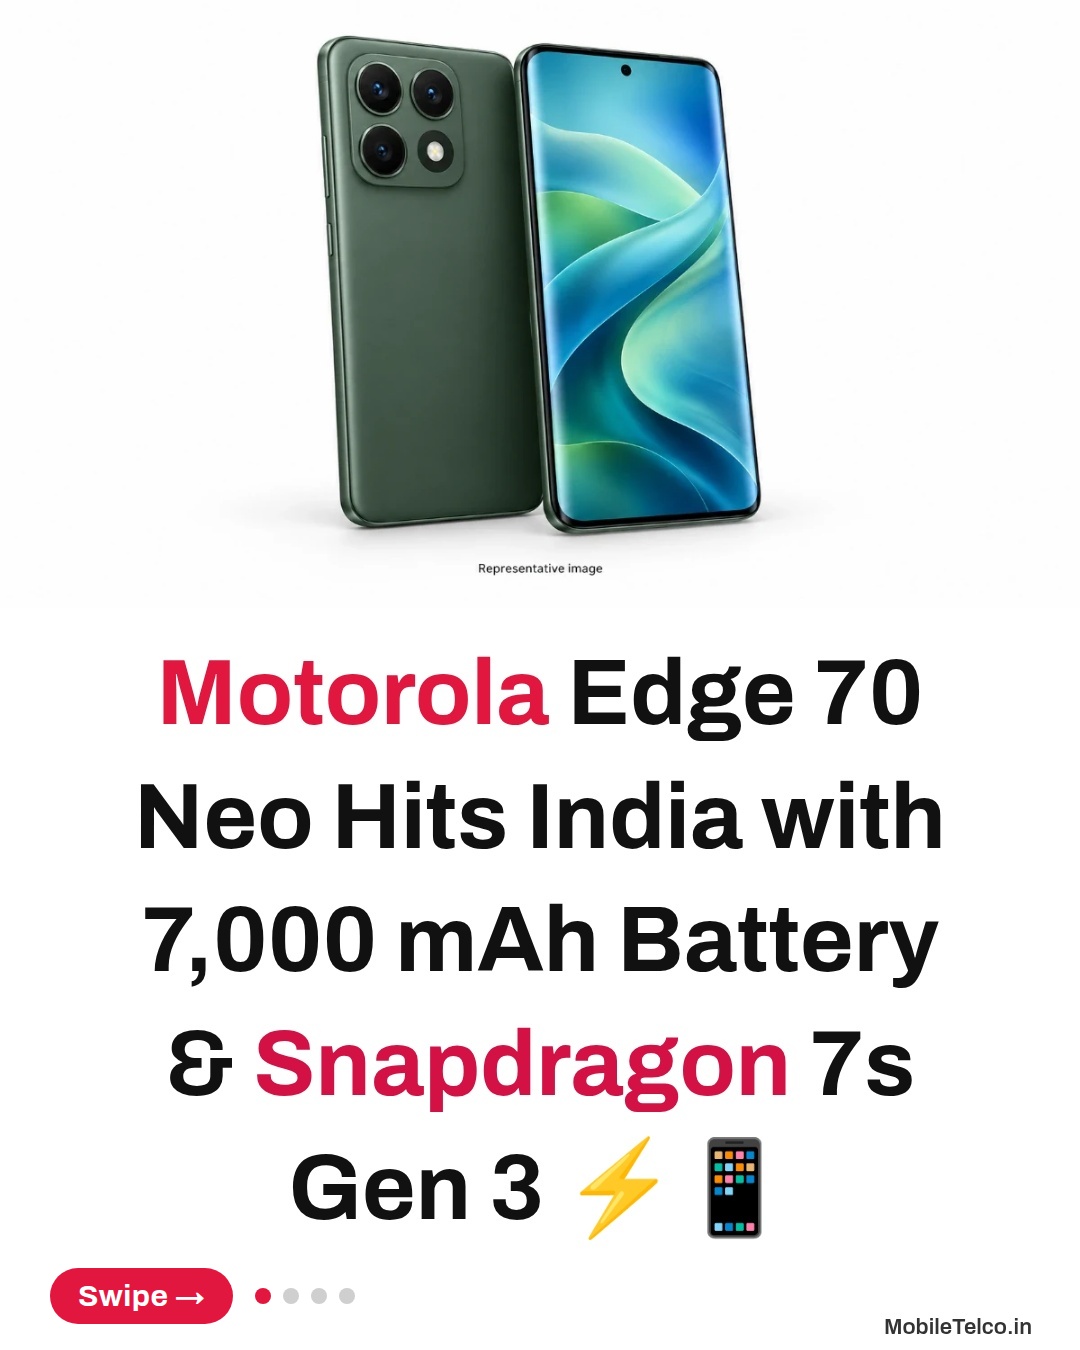 Representative image
Motorola Edge 70
Neo Hits India with
7,000 mAh Battery
& Snapdragon 7s
Gen 3 ⚡ 📱
Swipe →
MobileTelco.in